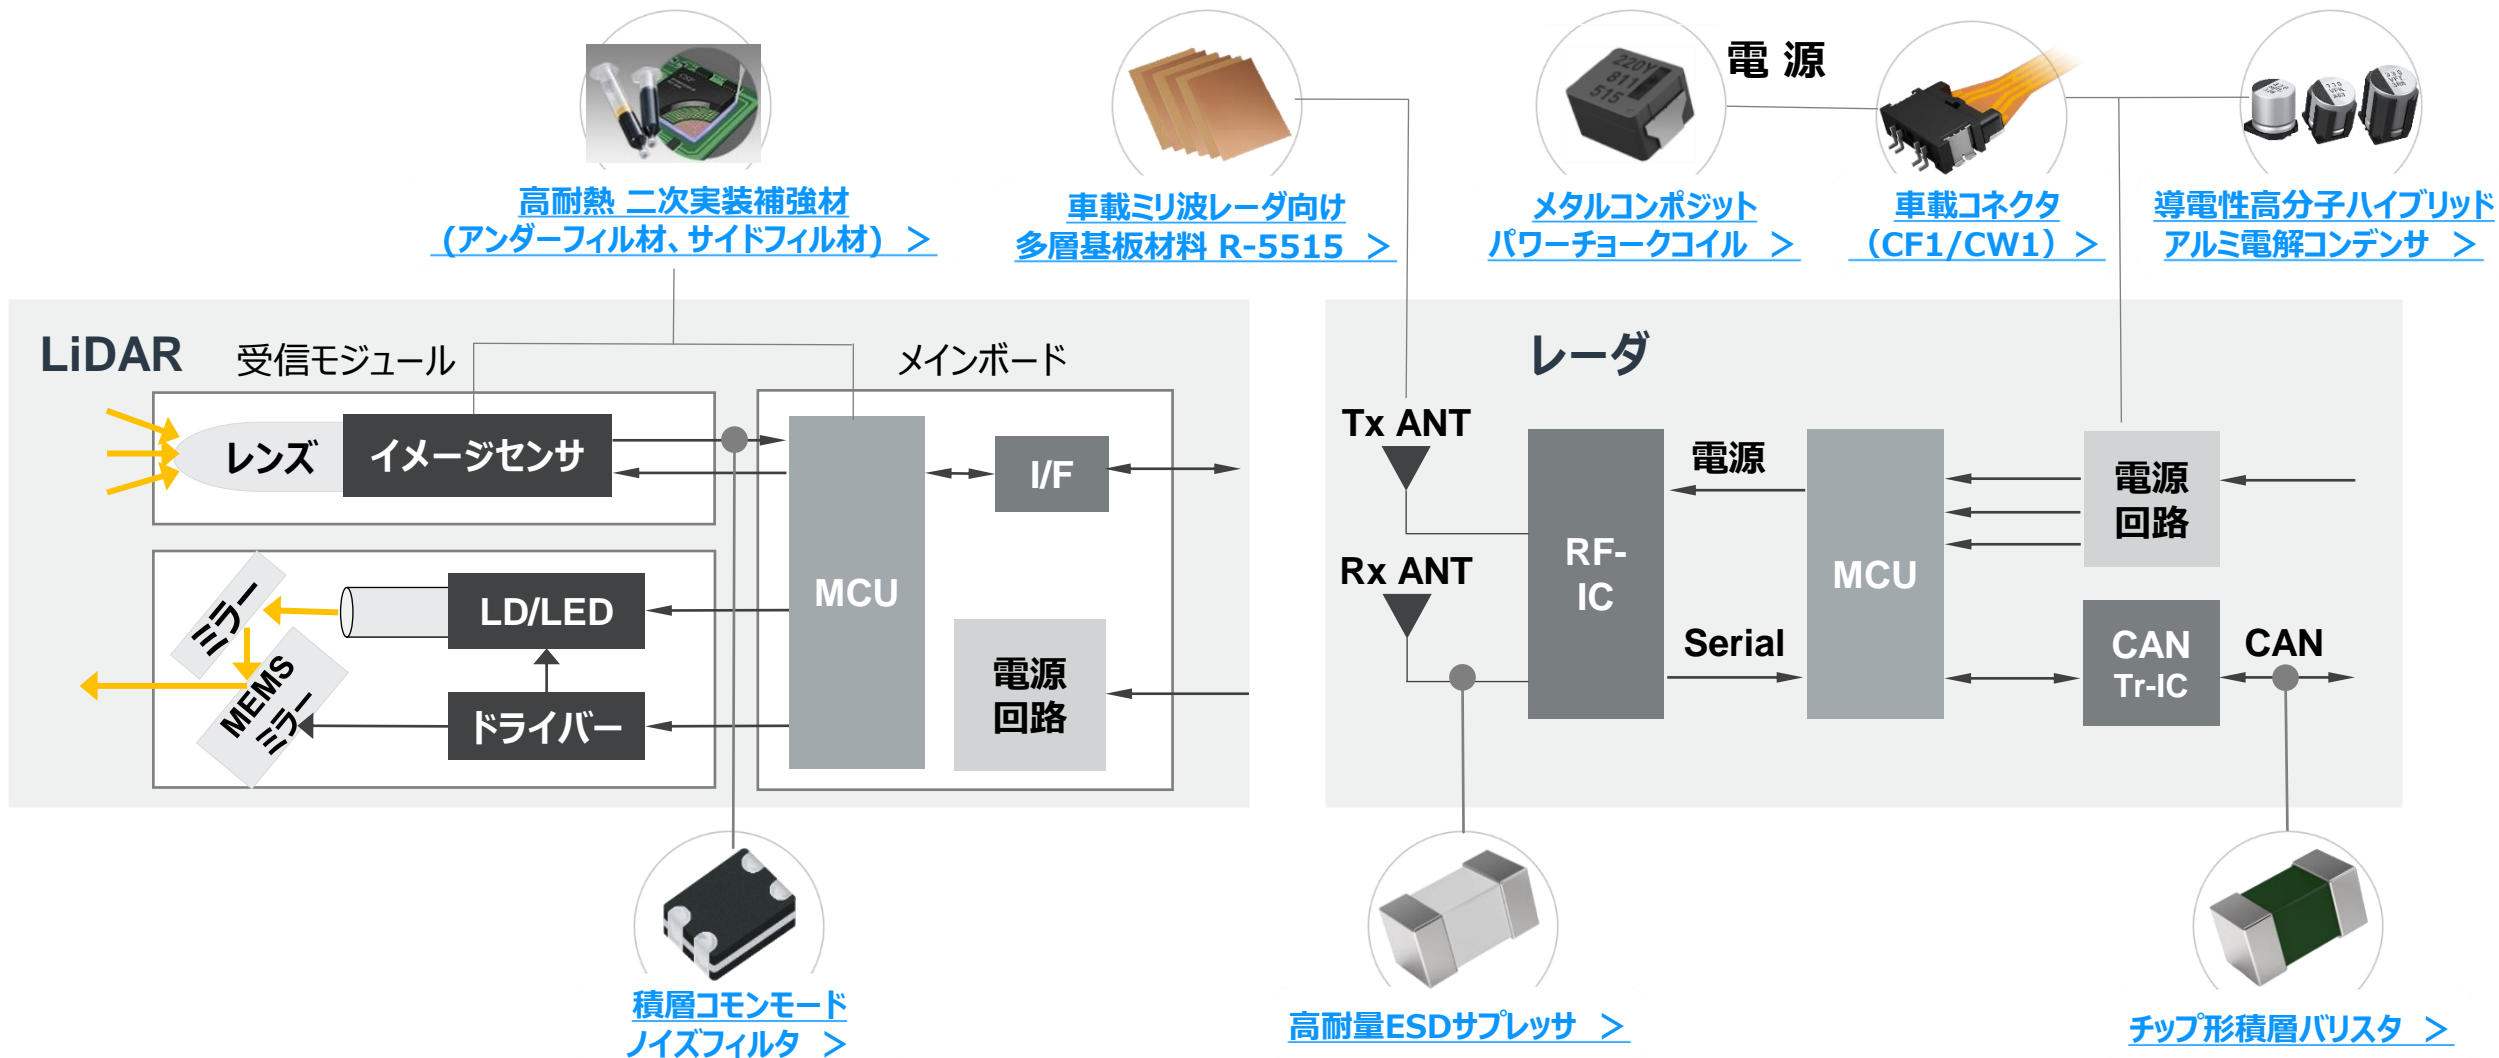 電 源
高耐熱 二次実装補強材
(アンダーフィル材、サイドフィル材) ＞
車載ミリ波レーダ向け
多層基板材料 R-5515 ＞
220Y
811
515
メタルコンポジット
パワーチョークコイル ＞
車載コネクタ
（CF1/CW1）＞
導電性高分子ハイブリッド
アルミ電解コンデンサ ＞
LiDAR
受信モジュール
メインボード
レンズ
イメージセンサ
I/F
MCU
LD/LED
ミラー
MEMS
ミラー
ドライバー
電源
回路
レーダ
Tx ANT
Rx ANT
RF-
IC
電源
Serial
MCU
電源
回路
CAN
Tr-IC
CAN
積層コモンモード
ノイズフィルタ ＞
高耐量ESDサプレッサ ＞
チップ形積層バリスタ ＞